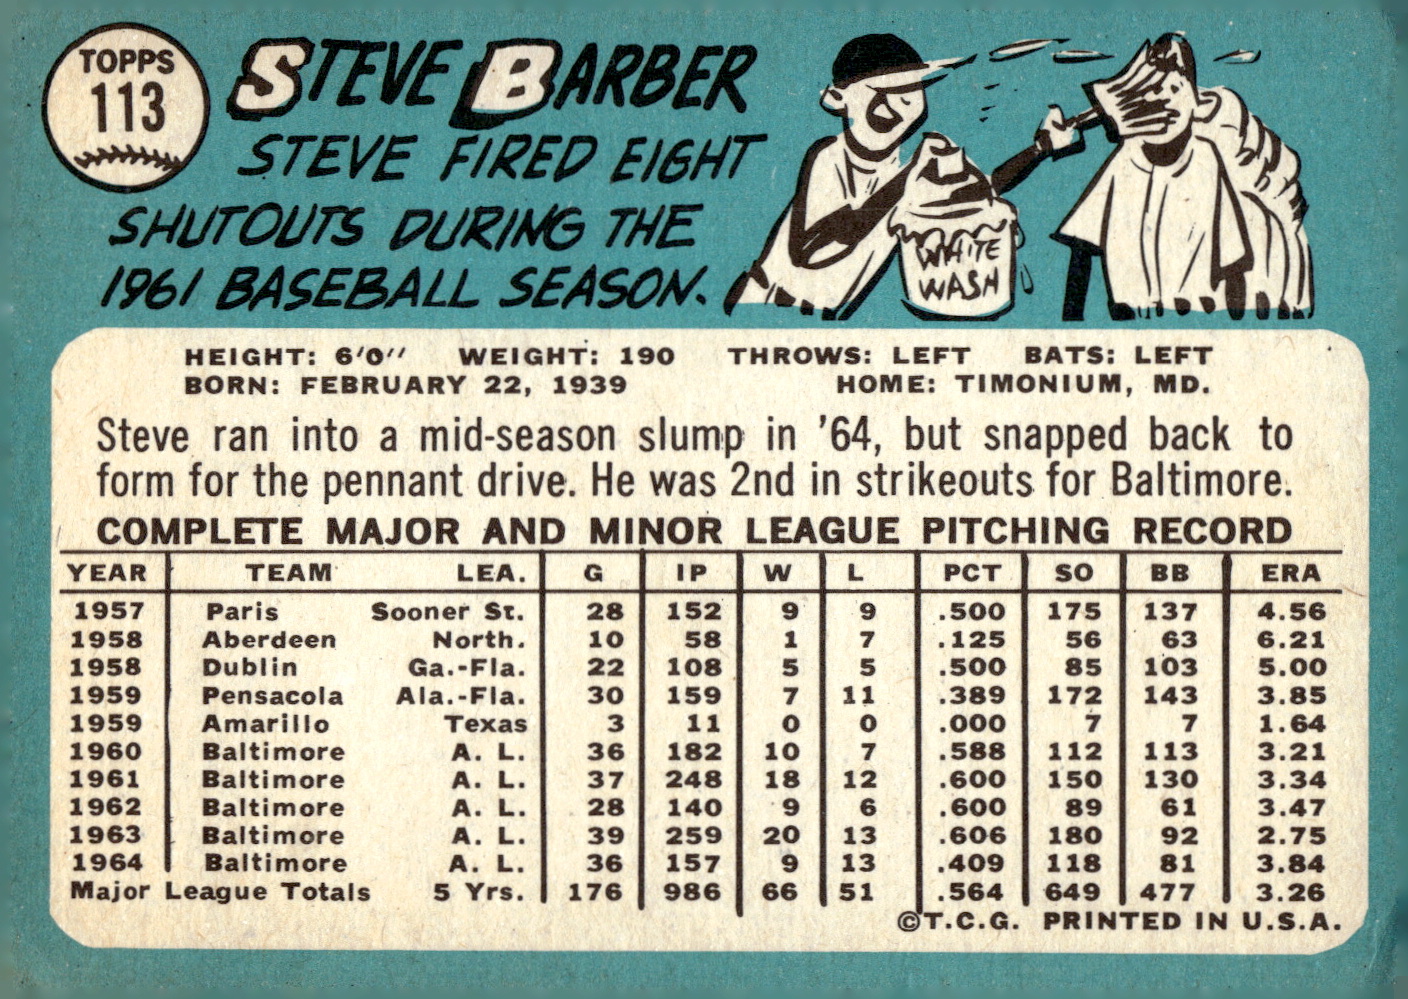 TOPPS
113
STEVE BARBER
STEVE FIRED EIGHT
SHUTOUTS DURING THE
1961 BASEBALL SEASON.
WHITE
WASH
HEIGHT: 6'0" WEIGHT: 190 THROWS: LEFT BATS: LEFT
BORN: FEBRUARY 22, 1939 HOME: TIMONIUM, MD.
Steve ran into a mid-season slump in '64, but snapped back to
form for the pennant drive. He was 2nd in strikeouts for Baltimore.
COMPLETE MAJOR AND MINOR LEAGUE PITCHING RECORD
YEAR TEAM LEA. G IP W L PCT SO BB ERA
1957 Paris Sooner St. 28 152 9 9 .500 175 137 4.56
1958 Aberdeen North. 10 58 1 7 .125 56 63 6.21
1958 Dublin Ga.-Fla. 22 108 5 5 .500 85 103 5.00
1959 Pensacola Ala.-Fla. 30 159 7 11 .389 172 143 3.85
1959 Amarillo Texas 3 11 0 0 .000 7 7 1.64
1960 Baltimore A. L. 36 182 10 7 .588 112 113 3.21
1961 Baltimore A. L. 37 248 18 12 .600 150 130 3.34
1962 Baltimore A. L. 28 140 9 6 .600 89 61 3.47
1963 Baltimore A. L. 39 259 20 13 .606 180 92 2.75
1964 Baltimore A. L. 36 157 9 13 .409 118 81 3.84
Major League Totals 5 Yrs. 176 986 66 51 .564 649 477 3.26
©T.C.G. PRINTED IN U.S.A.